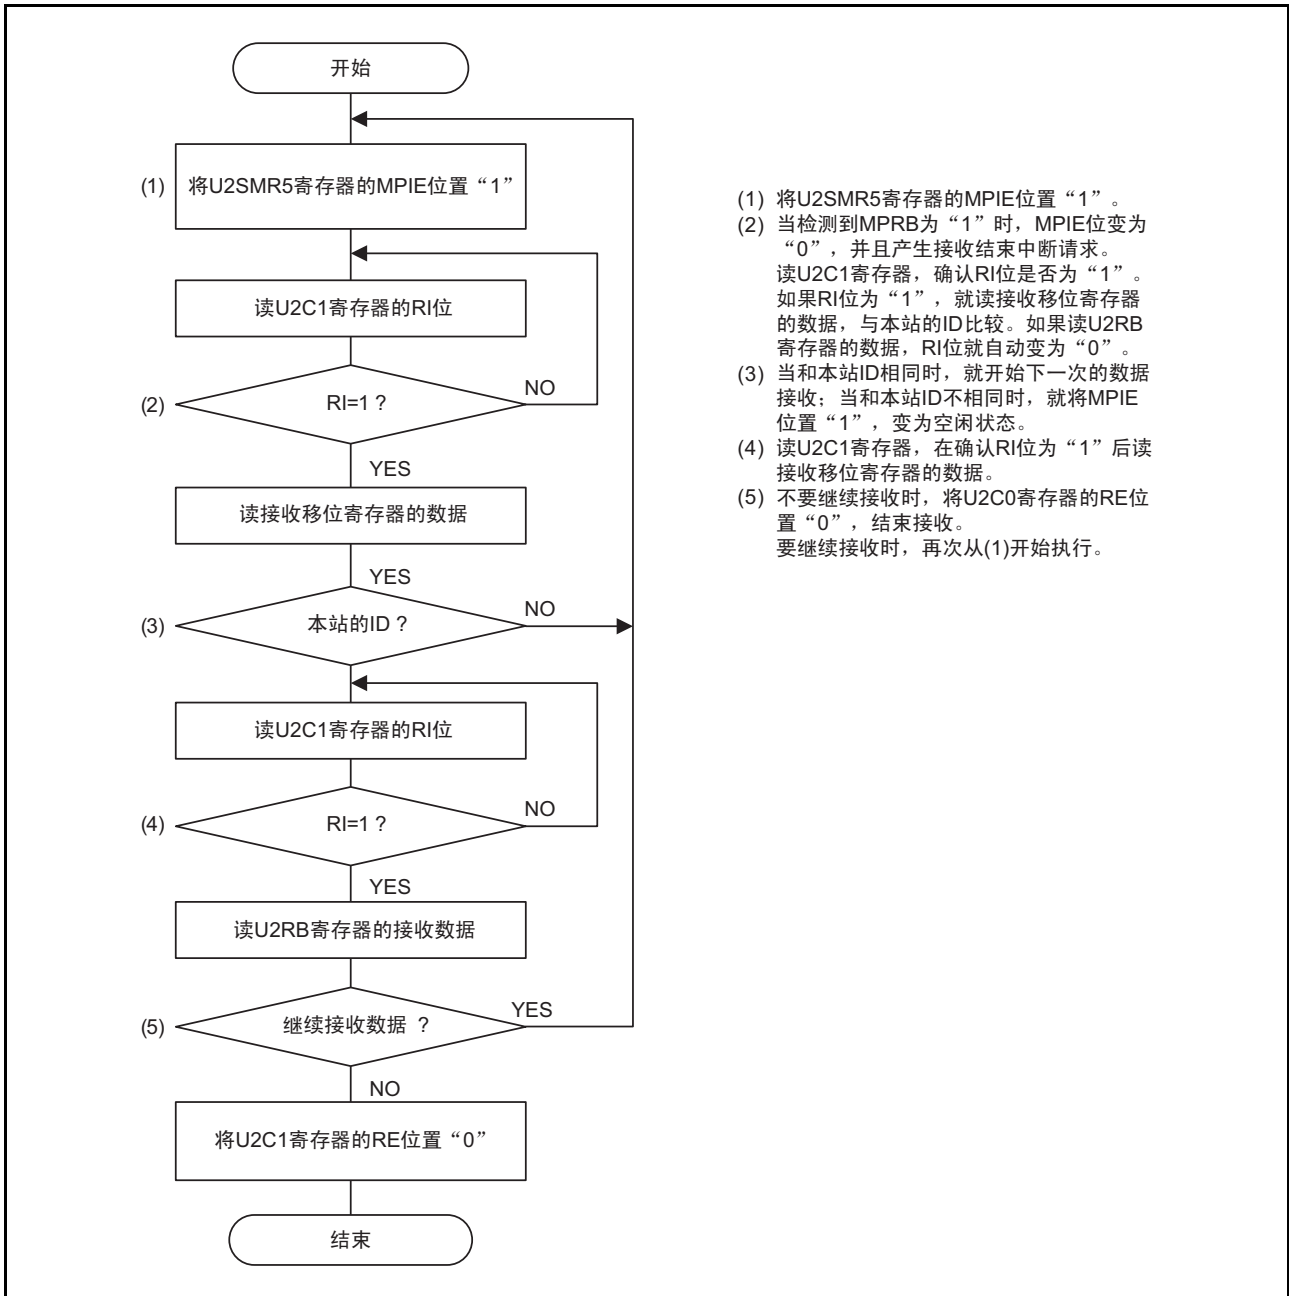 开始
(1)
将U2SMR5寄存器的MPIE位置“1”
读U2C1寄存器的RI位
(2)
RI=1 ?
NO
YES
读接收移位寄存器的数据
YES
(3)
本站的ID ?
NO
读U2C1寄存器的RI位
(4)
RI=1 ?
NO
YES
读U2RB寄存器的接收数据
(5)
继续接收数据 ?
YES
NO
将U2C1寄存器的RE位置“0”
结束
(1) 将U2SMR5寄存器的MPIE位置“1”。
(2) 当检测到MPRB为“1”时，MPIE位变为
“0”，并且产生接收结束中断请求。
读U2C1寄存器，确认RI位是否为“1”。
如果RI位为“1”，就读接收移位寄存器
的数据，与本站的ID比较。如果读U2RB
寄存器的数据，RI位就自动变为“0”。
(3) 当和本站ID相同时，就开始下一次的数据
接收；当和本站ID不相同时，就将MPIE
位置“1”，变为空闲状态。
(4) 读U2C1寄存器，在确认RI位为“1”后读
接收移位寄存器的数据。
(5) 不要继续接收时，将U2C0寄存器的RE位
置“0”，结束接收。
要继续接收时，再次从(1)开始执行。